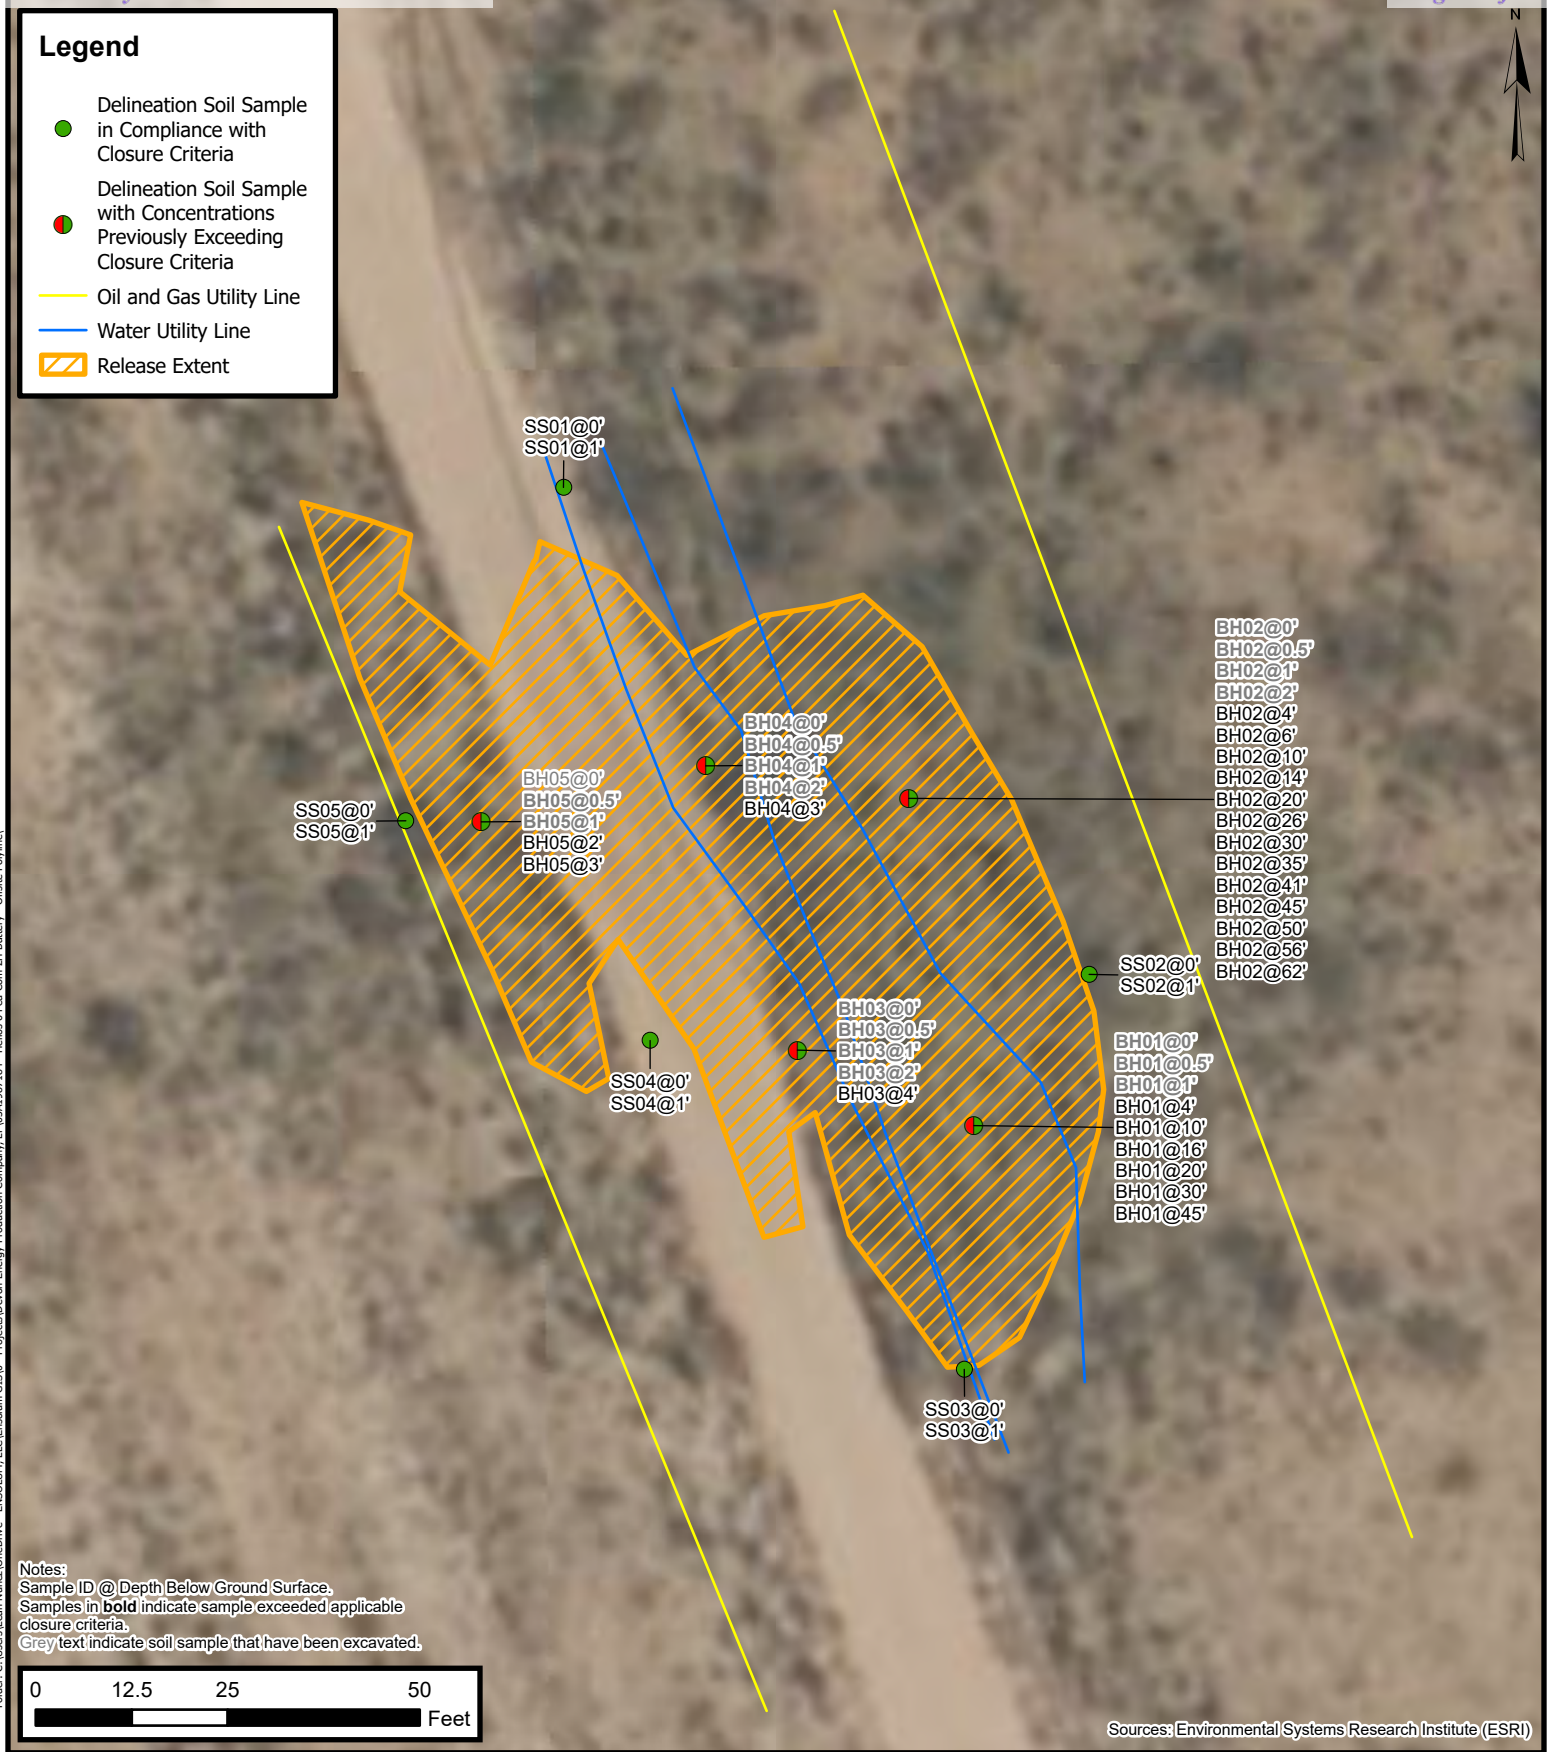 Legend
Delineation Soil Sample
in Compliance with
Closure Criteria
Delineation Soil Sample
with Concentrations
Previously Exceeding
Closure Criteria
Oil and Gas Utility Line
Water Utility Line
Release Extent
N
SS01@0'
SS01@1'
BH02@0'
BH02@0.5'
BH02@1'
BH02@2'
BH02@4'
BH02@6'
BH02@10'
BH02@14'
BH02@20'
BH02@26'
BH02@30'
BH02@35'
BH02@41'
BH02@45'
BH02@50'
BH02@56'
BH02@62'
BH04@0'
BH04@0.5'
BH04@1'
BH04@2'
BH04@3'
BH05@0'
BH05@0.5'
BH05@1'
BH05@2'
BH05@3'
SS05@0'
SS05@1'
SS02@0'
SS02@1'
BH03@0'
BH03@0.5'
BH03@1'
BH03@2'
BH03@4'
BH01@0'
BH01@0.5'
BH01@1'
BH01@4'
BH01@10'
BH01@16'
BH01@20'
BH01@30'
BH01@45'
SS04@0'
SS04@1'
SS03@0'
SS03@1'
Notes:
Sample ID @ Depth Below Ground Surface.
Samples in bold indicate sample exceeded applicable
closure criteria.
Grey text indicate soil sample that have been excavated.
0 12.5 25 50
Feet
Sources: Environmental Systems Research Institute (ESRI)